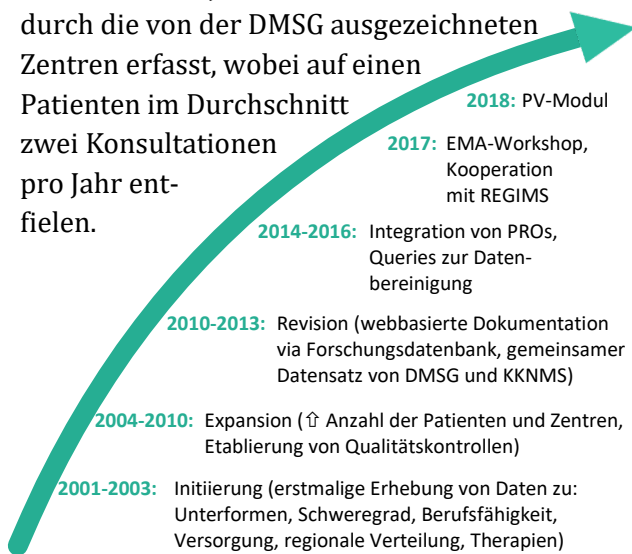 durch die von der DMSG ausgezeichneten
Zentren erfasst, wobei auf einen
Patienten im Durchschnitt
zwei Konsultationen
pro Jahr ent-
fielen.
2018: PV-Modul
2017: EMA-Workshop,
Kooperation
mit REGIMS
2014-2016: Integration von PROs,
Queries zur Daten-
bereinigung
2010-2013: Revision (webbasierte Dokumentation
via Forschungsdatenbank, gemeinsamer
Datensatz von DMSG und KKNMS)
2004-2010: Expansion (⇧ Anzahl der Patienten und Zentren,
Etablierung von Qualitätskontrollen)
2001-2003: Initiierung (erstmalige Erhebung von Daten zu:
Unterformen, Schweregrad, Berufsfähigkeit,
Versorgung, regionale Verteilung, Therapien)